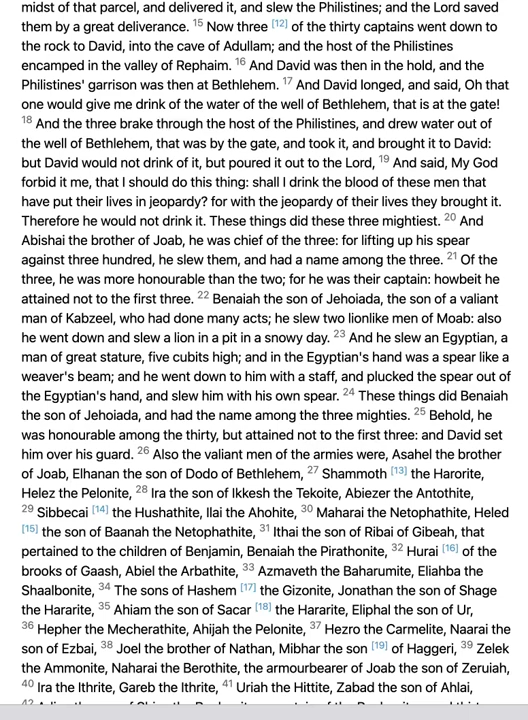 midst of that parcel, and delivered it, and slew the Philistines; and the Lord saved
them by a great deliverance. 15 Now three [12] of the thirty captains went down to
the rock to David, into the cave of Adullam; and the host of the Philistines
encamped in the valley of Rephaim. 16 And David was then in the hold, and the
Philistines' garrison was then at Bethlehem. 17 And David longed, and said, Oh that
one would give me drink of the water of the well of Bethlehem, that is at the gate!
18 And the three brake through the host of the Philistines, and drew water out of
the well of Bethlehem, that was by the gate, and took it, and brought it to David:
but David would not drink of it, but poured it out to the Lord, 19 And said, My God
forbid it me, that I should do this thing: shall I drink the blood of these men that
have put their lives in jeopardy? for with the jeopardy of their lives they brought it.
Therefore he would not drink it. These things did these three mightiest. 20 And
Abishai the brother of Joab, he was chief of the three: for lifting up his spear
against three hundred, he slew them, and had a name among the three. 21 Of the
three, he was more honourable than the two; for he was their captain: howbeit he
attained not to the first three. 22 Benaiah the son of Jehoiada, the son of a valiant
man of Kabzeel, who had done many acts; he slew two lionlike men of Moab: also
he went down and slew a lion in a pit in a snowy day. 23 And he slew an Egyptian, a
man of great stature, five cubits high; and in the Egyptian's hand was a spear like a
weaver's beam; and he went down to him with a staff, and plucked the spear out of
the Egyptian's hand, and slew him with his own spear. 24 These things did Benaiah
the son of Jehoiada, and had the name among the three mighties. 25 Behold, he
was honourable among the thirty, but attained not to the first three: and David set
him over his guard. 26 Also the valiant men of the armies were, Asahel the brother
of Joab, Elhanan the son of Dodo of Bethlehem, 27 Shammoth [13] the Harorite,
Helez the Pelonite, 28 Ira the son of Ikkesh the Tekoite, Abiezer the Antothite,
29 Sibbecai [14] the Hushathite, Ilai the Ahohite, 30 Maharai the Netophathite, Heled
[15] the son of Baanah the Netophathite, 31 Ithai the son of Ribai of Gibeah, that
pertained to the children of Benjamin, Benaiah the Pirathonite, 32 Hurai [16] of the
brooks of Gaash, Abiel the Arbathite, 33 Azmaveth the Baharumite, Eliahba the
Shaalbonite, 34 The sons of Hashem [17] the Gizonite, Jonathan the son of Shage
the Hararite, 35 Ahiam the son of Sacar [18] the Hararite, Eliphal the son of Ur,
36 Hepher the Mecherathite, Ahijah the Pelonite, 37 Hezro the Carmelite, Naarai the
son of Ezbai, 38 Joel the brother of Nathan, Mibhar the son [19] of Haggeri, 39 Zelek
the Ammonite, Naharai the Berothite, the armourbearer of Joab the son of Zeruiah,
40 Ira the Ithrite, Gareb the Ithrite, 41 Uriah the Hittite, Zabad the son of Ahlai,